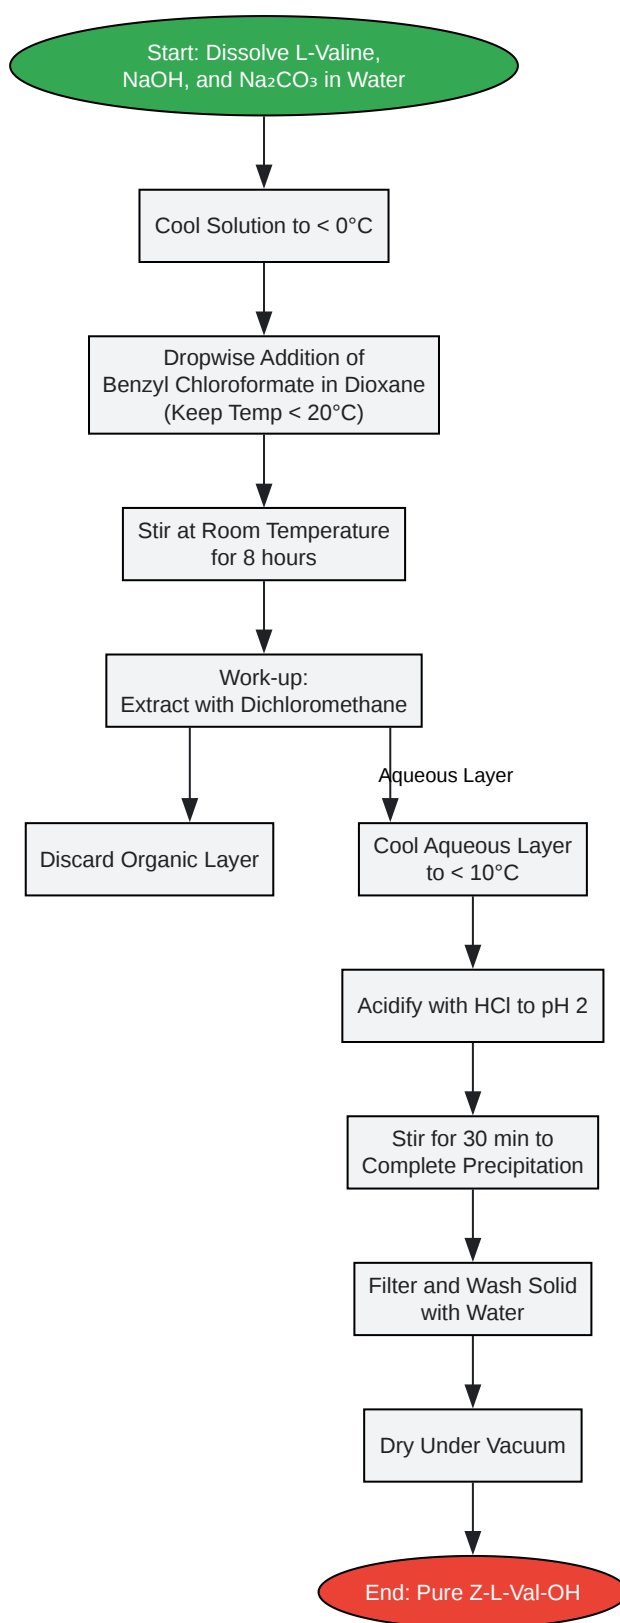 Start: Dissolve L-Valine,
NaOH, and Na₂CO₃ in Water
Cool Solution to < 0°C
Dropwise Addition of
Benzyl Chloroformate in Dioxane
(Keep Temp < 20°C)
Stir at Room Temperature
for 8 hours
Work-up:
Extract with Dichloromethane
Aqueous Layer
Discard Organic Layer
Cool Aqueous Layer
to < 10°C
Acidify with HCl to pH 2
Stir for 30 min to
Complete Precipitation
Filter and Wash Solid
with Water
Dry Under Vacuum
End: Pure Z-L-Val-OH